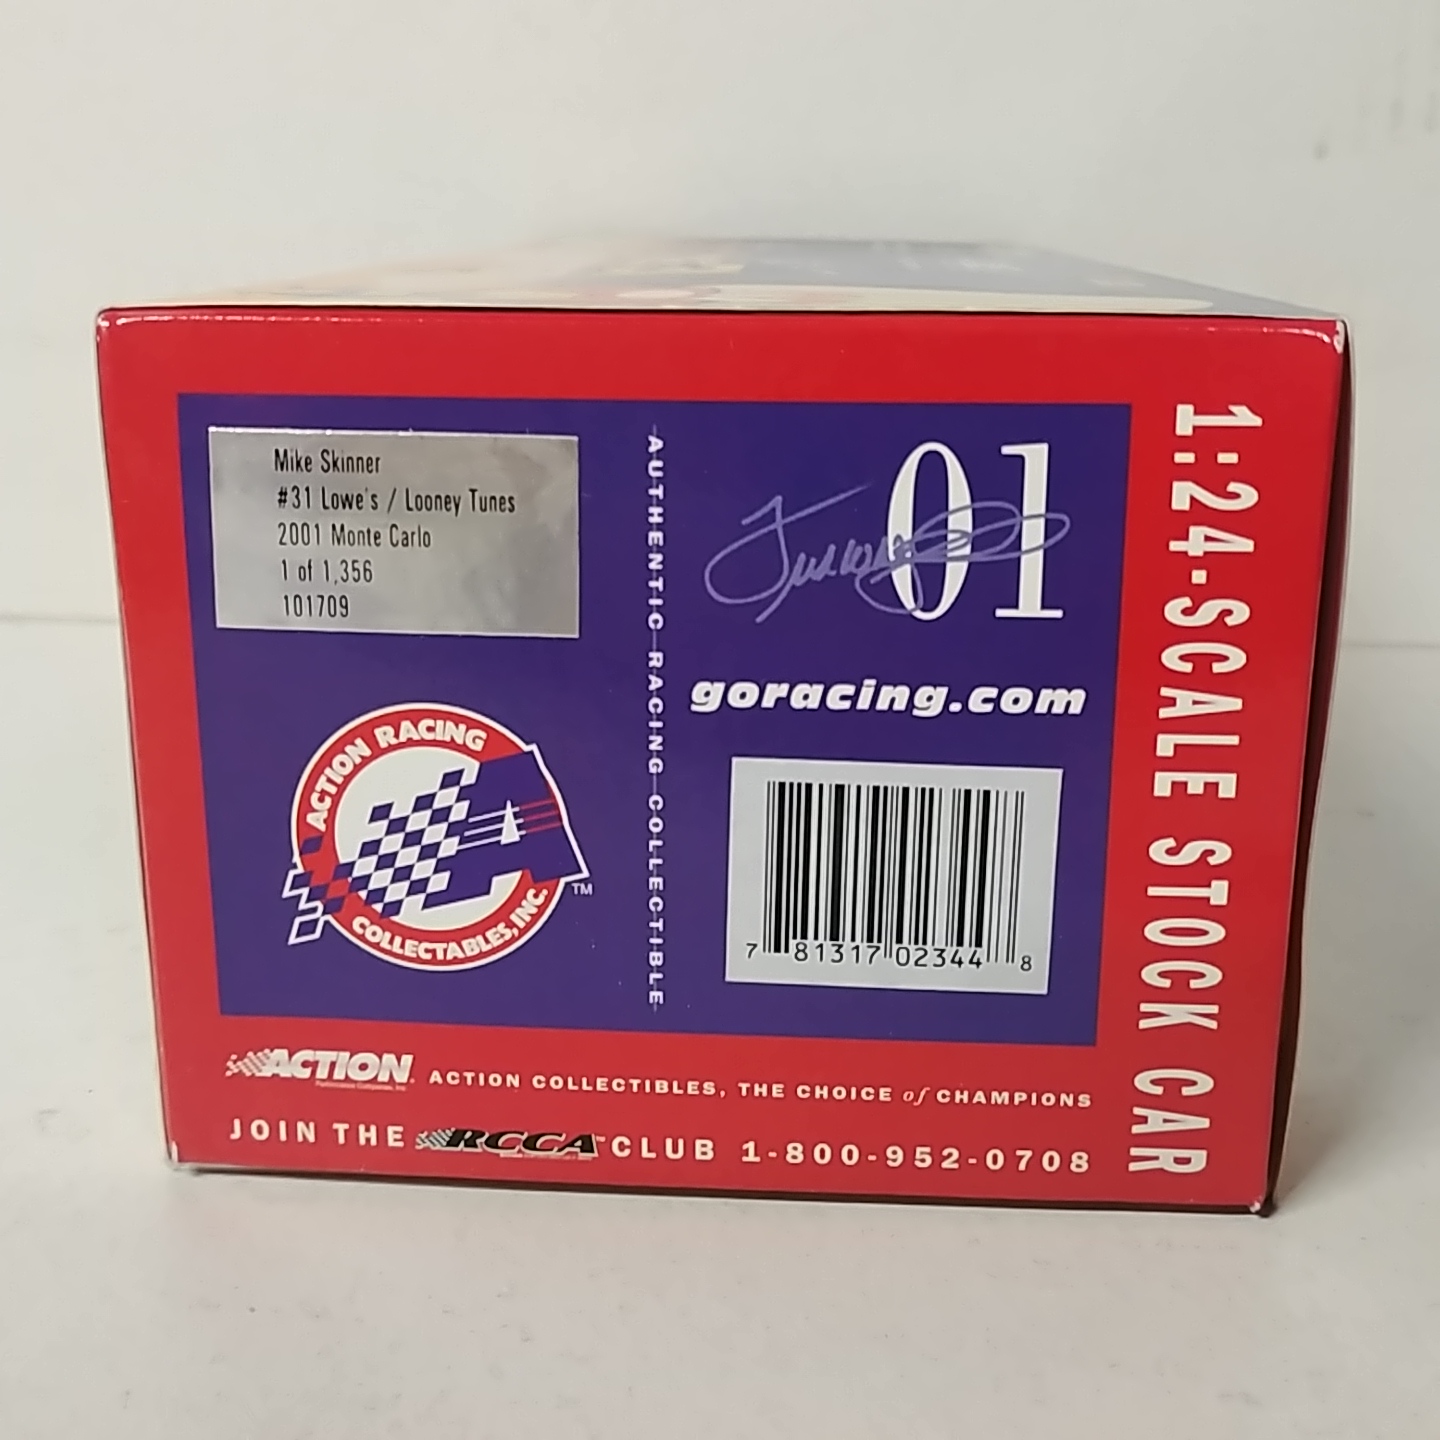 Mike Skinner
#31 Lowe's / Looney Tunes
2001 Monte Carlo
1 of 1,356
101709
AUTHENTIC RACING COLLECTIBLE
01
goracing.com
ACTION RACING
COLLECTABLES, INC.
TM
7 81317 02344 8
1:24-SCALE STOCK CAR
ACTION
ACTION COLLECTIBLES, THE CHOICE of CHAMPIONS
JOIN THE RCCA CLUB 1-800-952-0708